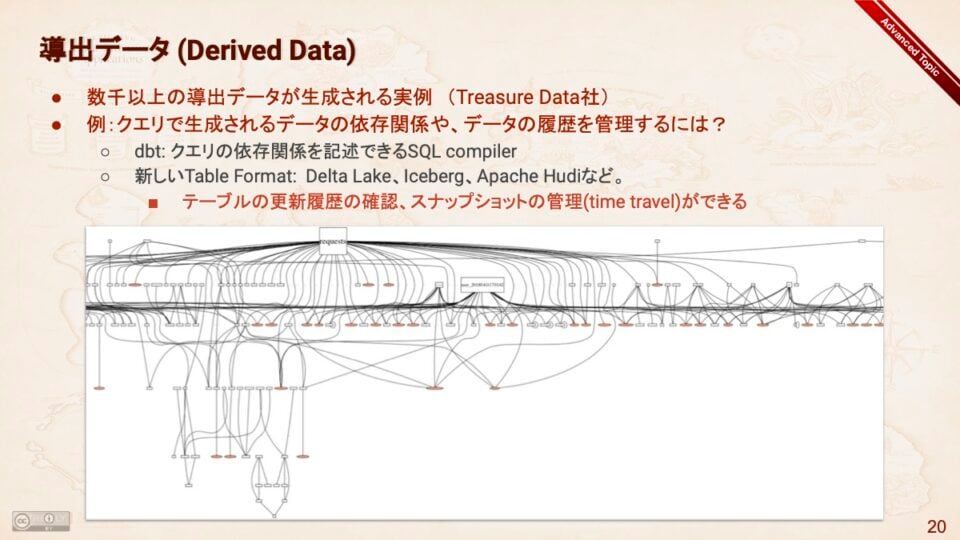 Advanced Topic
導出データ (Derived Data)
● 数千以上の導出データが生成される実例 （Treasure Data社）
● 例：クエリで生成されるデータの依存関係や、データの履歴を管理するには？
○ dbt: クエリの依存関係を記述できるSQL compiler
○ 新しいTable Format: Delta Lake、Iceberg、Apache Hudiなど。
■ テーブルの更新履歴の確認、スナップショットの管理(time travel)ができる
requests
cc BY
20